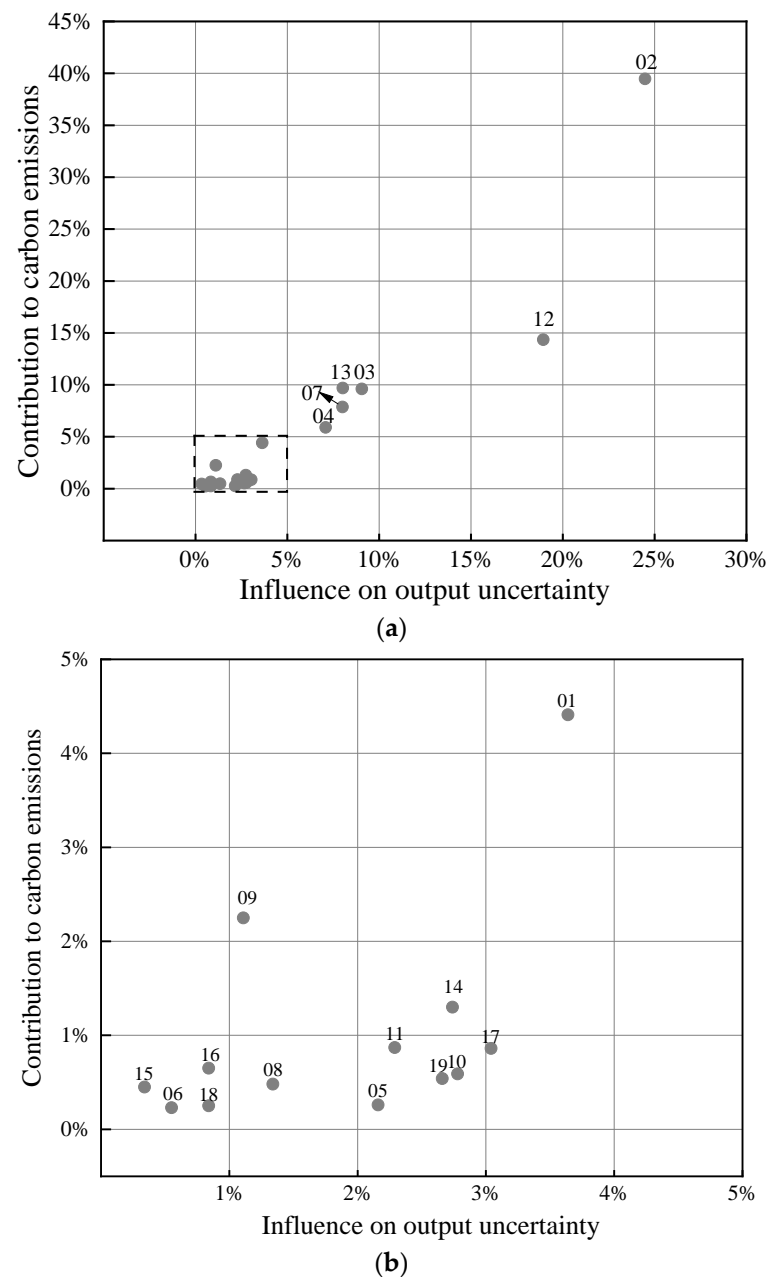 45%
02
40%
35%
30%
25%
20%
12
15%
13 03
10%
07
04
5%
0%
Contribution to carbon emissions
0% 5% 10% 15% 20% 25% 30%
Influence on output uncertainty
(a)
5%
01
4%
3%
09
2%
14
11 17
1%
16 19 10
15 08
06 18 05
0%
Contribution to carbon emissions
1% 2% 3% 4% 5%
Influence on output uncertainty
(b)